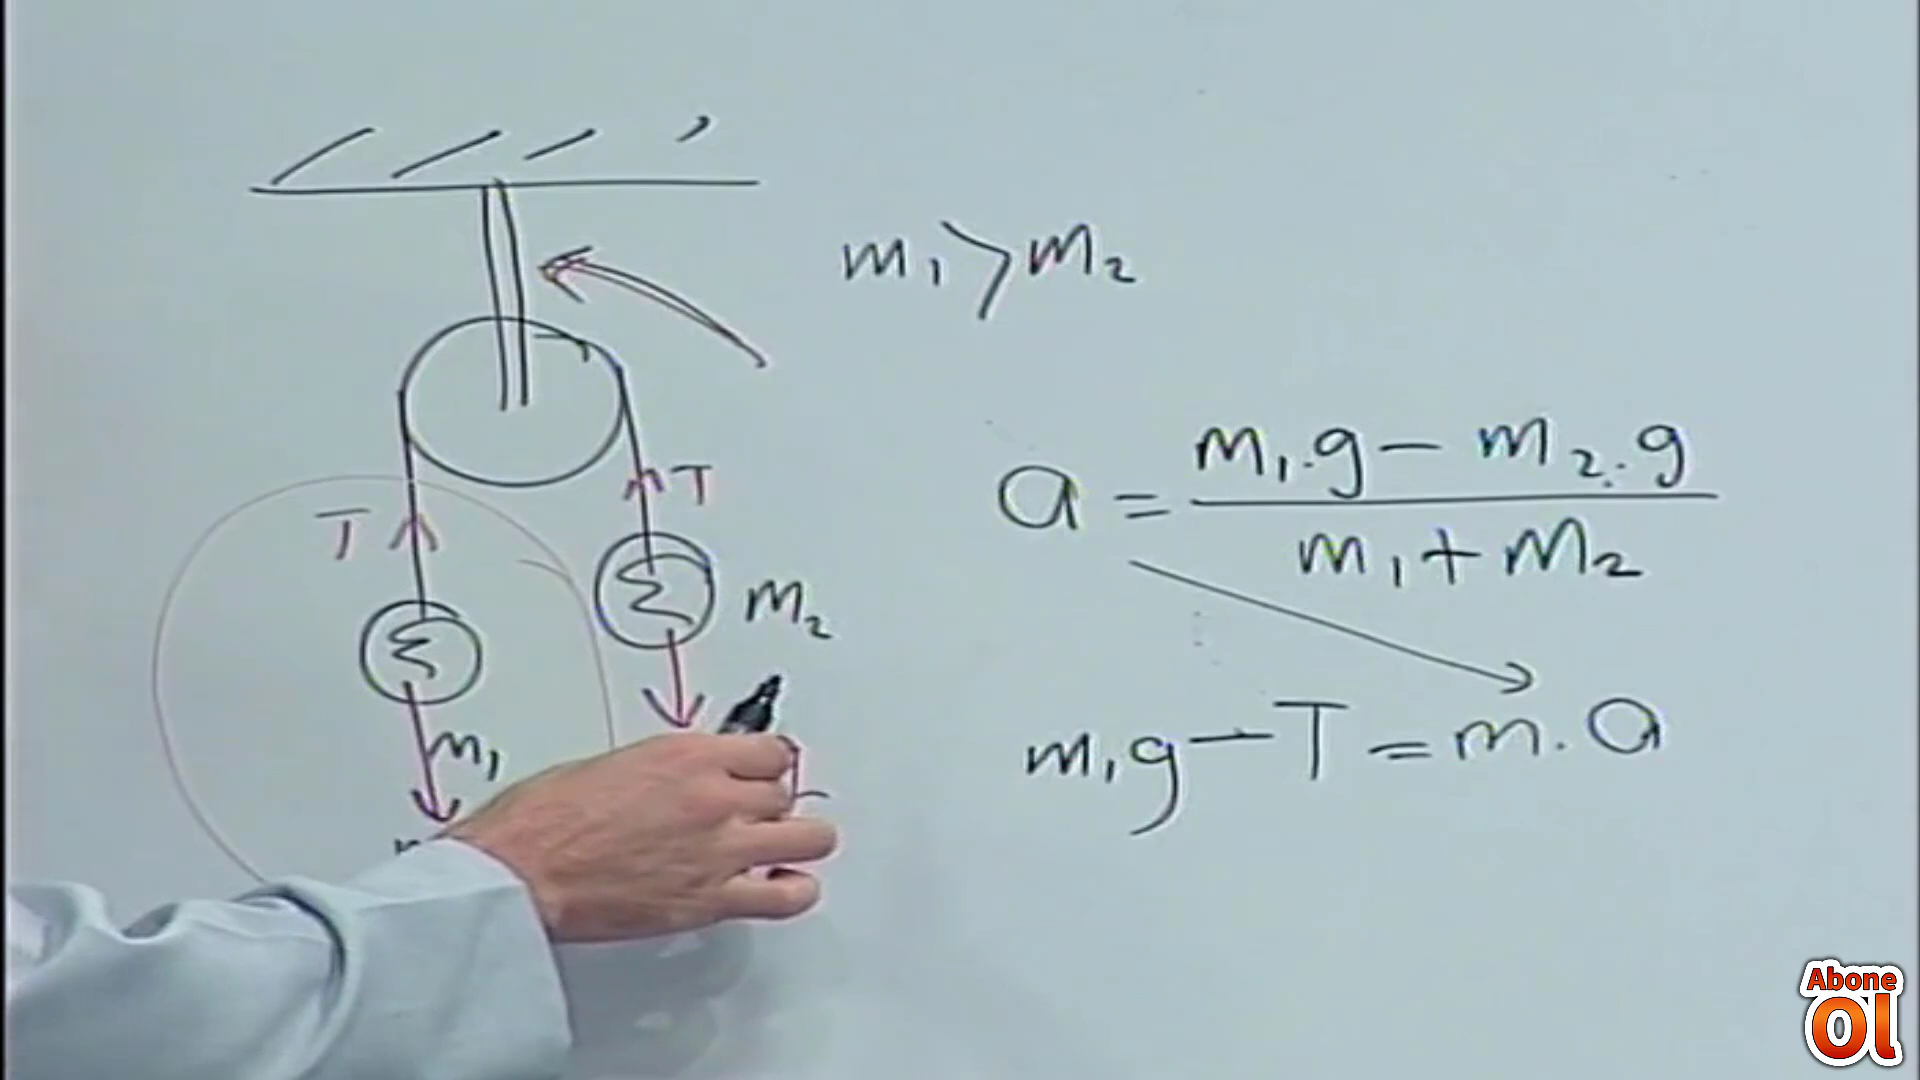 m₁>m₂
a = m₁.g − m₂.g / m₁+m₂
T
T
m₂
m₁
m₁g−T=m.a
Abone
Ol